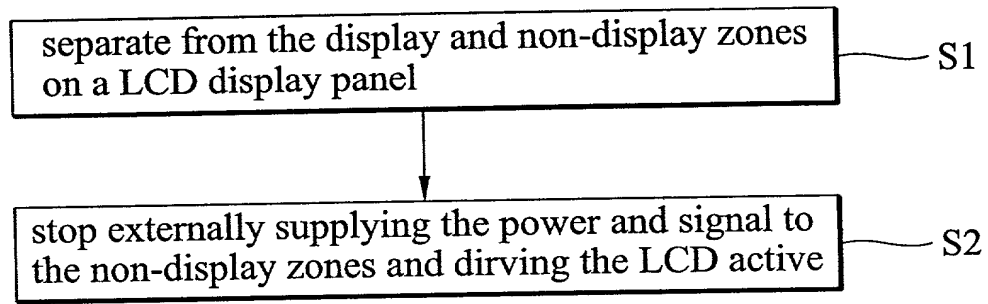 separate from the display and non-display zones
on a LCD display panel
S1
stop externally supplying the power and signal to
the non-display zones and dirving the LCD active
S2